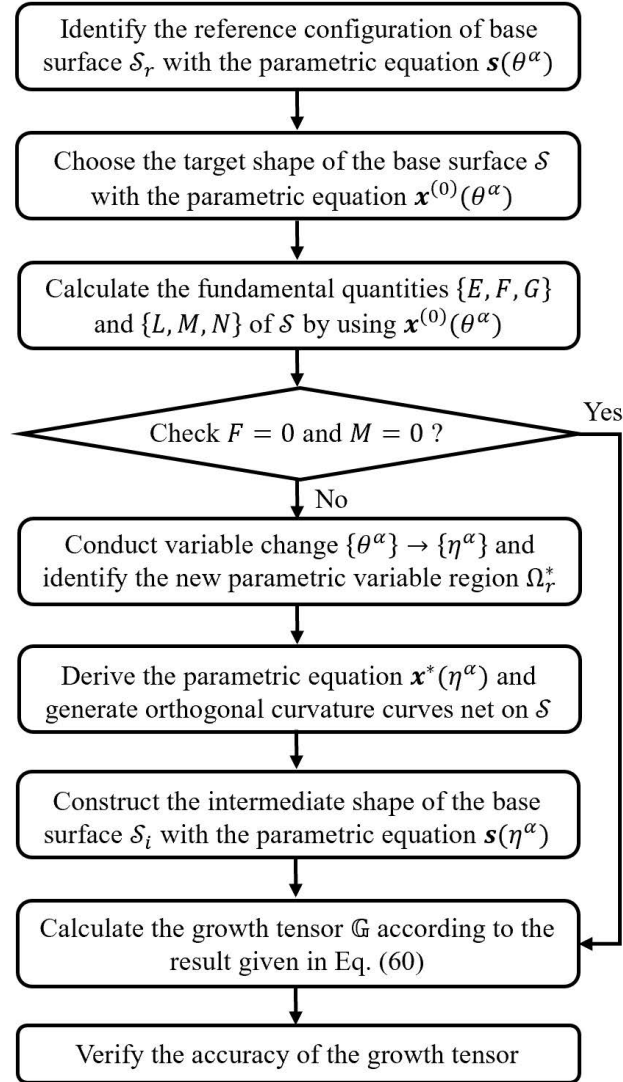 Identify the reference configuration of base
surface 𝒮ᵣ with the parametric equation 𝒔(θ^α)
Choose the target shape of the base surface 𝒮
with the parametric equation 𝒙^(0)(θ^α)
Calculate the fundamental quantities {E, F, G}
and {L, M, N} of 𝒮 by using 𝒙^(0)(θ^α)
Yes
Check F = 0 and M = 0 ?
No
Conduct variable change {θ^α} → {η^α} and
identify the new parametric variable region Ω_r^*
Derive the parametric equation 𝒙^*(η^α) and
generate orthogonal curvature curves net on 𝒮
Construct the intermediate shape of the base
surface 𝒮ᵢ with the parametric equation 𝒔(η^α)
Calculate the growth tensor 𝔾 according to the
result given in Eq. (60)
Verify the accuracy of the growth tensor